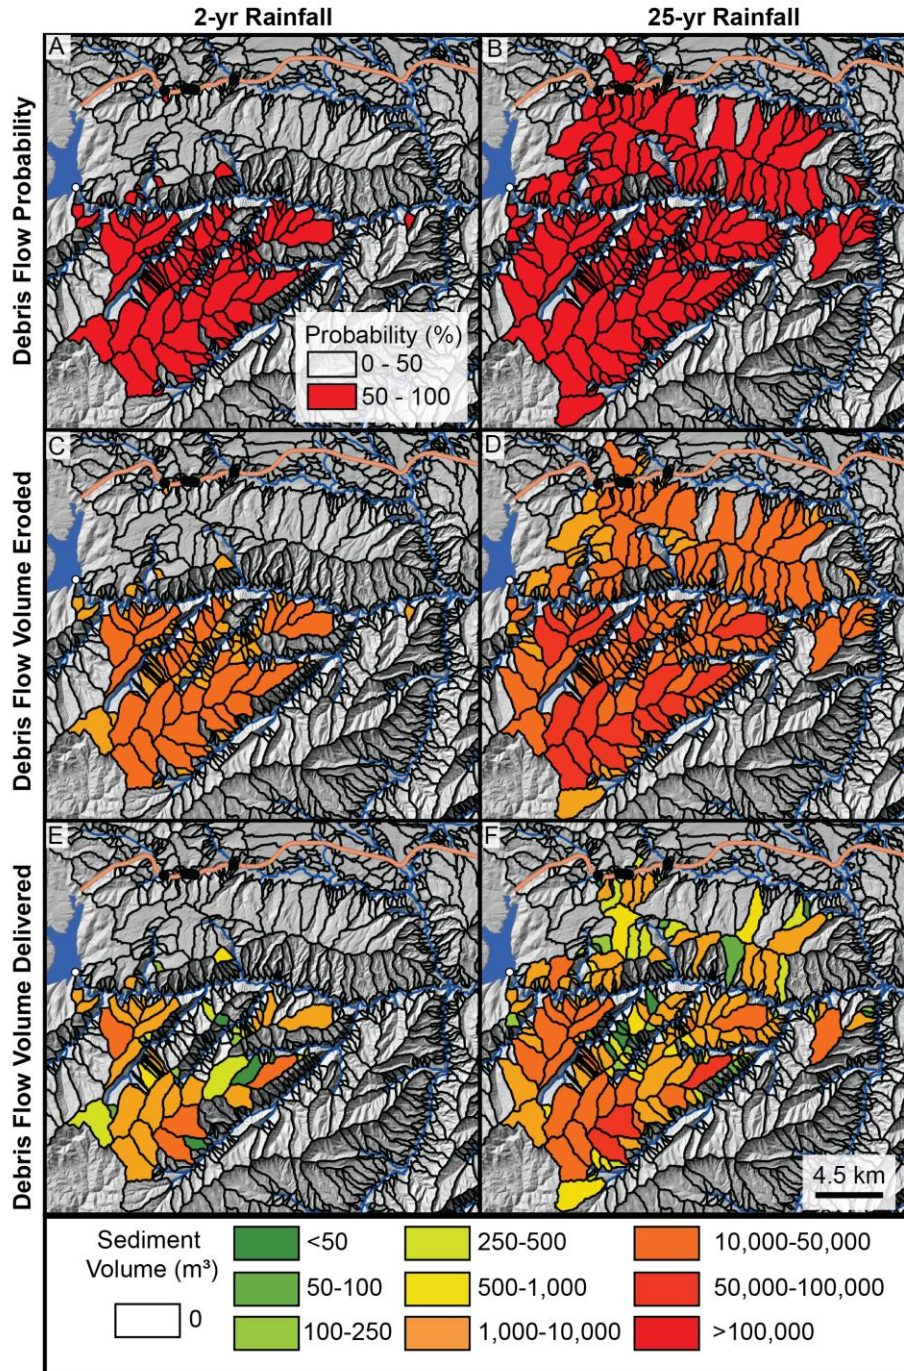 2-yr Rainfall
25-yr Rainfall
Debris Flow Probability
A
B
Probability (%)
0 - 50
50 - 100
Debris Flow Volume Eroded
C
D
Debris Flow Volume Delivered
E
F
4.5 km
Sediment
Volume (m³)
0
<50
50-100
100-250
250-500
500-1,000
1,000-10,000
10,000-50,000
50,000-100,000
>100,000